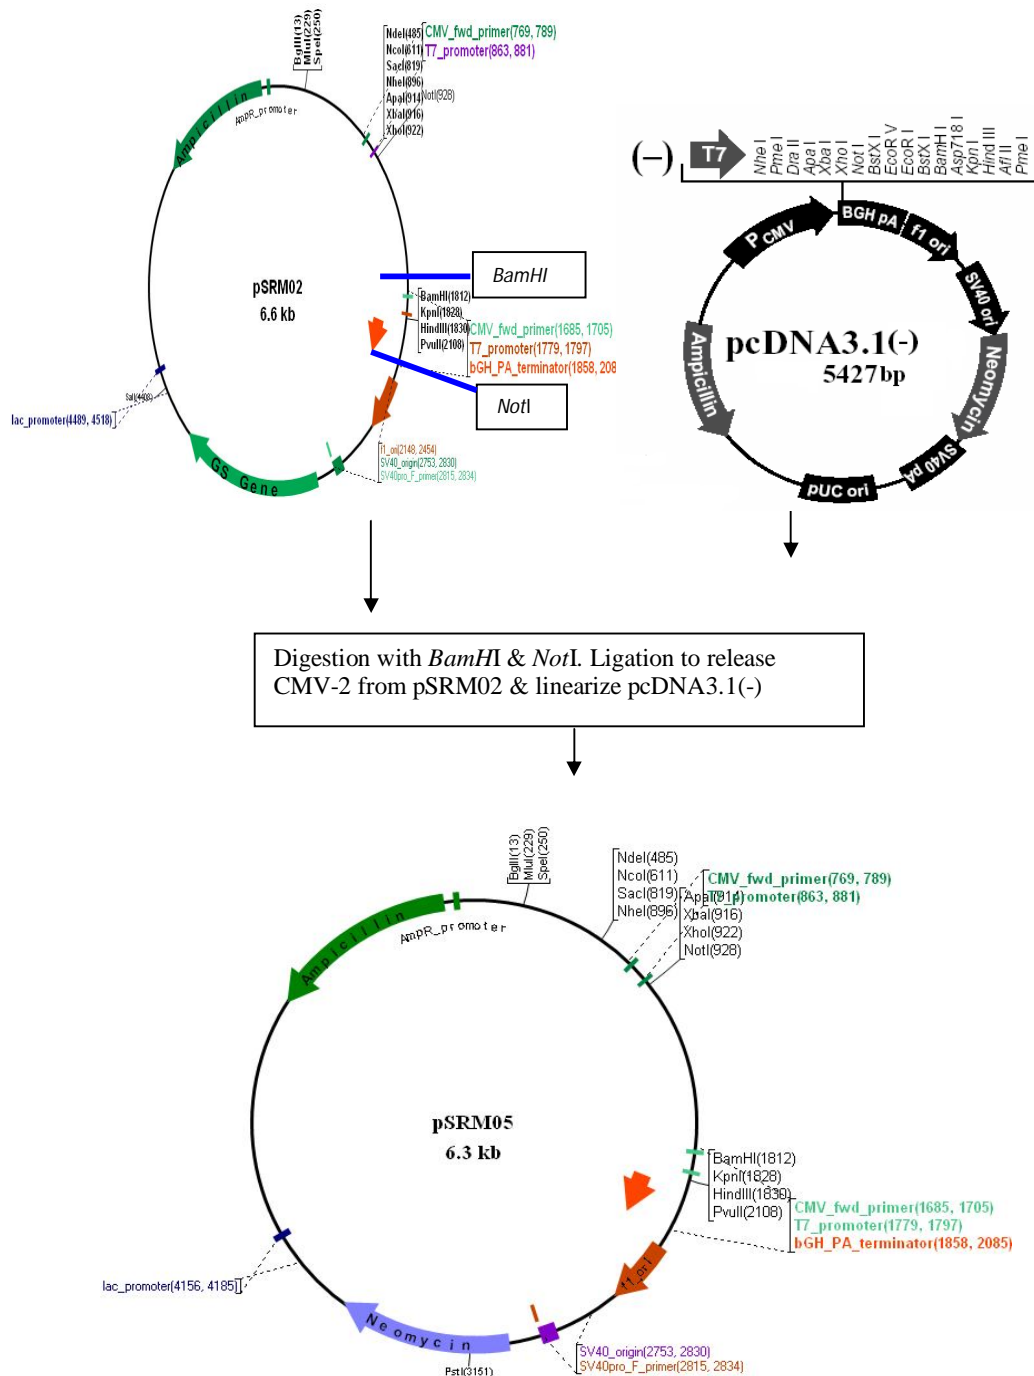 BglII(13)
MluI(229)
SpeI(250)
NdeI(485)
NcoI(611)
SacI(819)
NheI(896)
ApaI(914)
XbaI(916)
XhoI(922)
NotI(928)
CMV_fwd_primer(769, 789)
T7_promoter(863, 881)
Ampicillin
AmpR_promoter
pSRM02
6.6 kb
BamHI
BamHI(1812)
KpnI(1828)
HindIII(1830)
PvuII(2108)
CMV_fwd_primer(1685, 1705)
T7_promoter(1779, 1797)
bGH_PA_terminator(1858, 208
NotI
lac_promoter(4489, 4518)
GS Gene
f1_ori(2148, 2454)
SV40_origin(2753, 2830)
SV40pro_F_primer(2815, 2834)
(–)
T7
Nhe I
Pme I
Dra II
Apa I
Xba I
Xho I
Not I
BstX I
EcoR V
EcoR I
BstX I
BamH I
Asp718 I
Kpn I
Hind III
Afl II
Pme I
P CMV
BGH pA
f1 ori
SV40 ori
Neomycin
SV40 pA
pUC ori
Ampicillin
pcDNA3.1(-)
5427bp
Digestion with BamHI & NotI. Ligation to release
CMV-2 from pSRM02 & linearize pcDNA3.1(-)
BglII(13)
MluI(229)
SpeI(250)
NdeI(485)
NcoI(611)
SacI(819)
NheI(896)
ApaI(914)
XbaI(916)
XhoI(922)
NotI(928)
CMV_fwd_primer(769, 789)
T7_promoter(863, 881)
Ampicillin
AmpR_promoter
pSRM05
6.3 kb
BamHI(1812)
KpnI(1828)
HindIII(1830)
PvuII(2108)
CMV_fwd_primer(1685, 1705)
T7_promoter(1779, 1797)
bGH_PA_terminator(1858, 2085)
f1_ori
lac_promoter(4156, 4185)
Neomycin
PstI(3151)
SV40_origin(2753, 2830)
SV40pro_F_primer(2815, 2834)